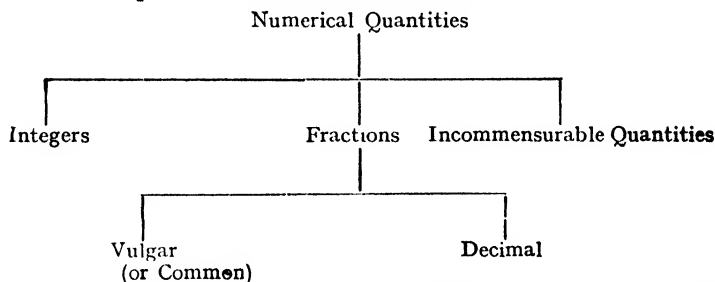 Numerical Quantities
Integers Fractions Incommensurable Quantities
Vulgar Decimal
(or Common)